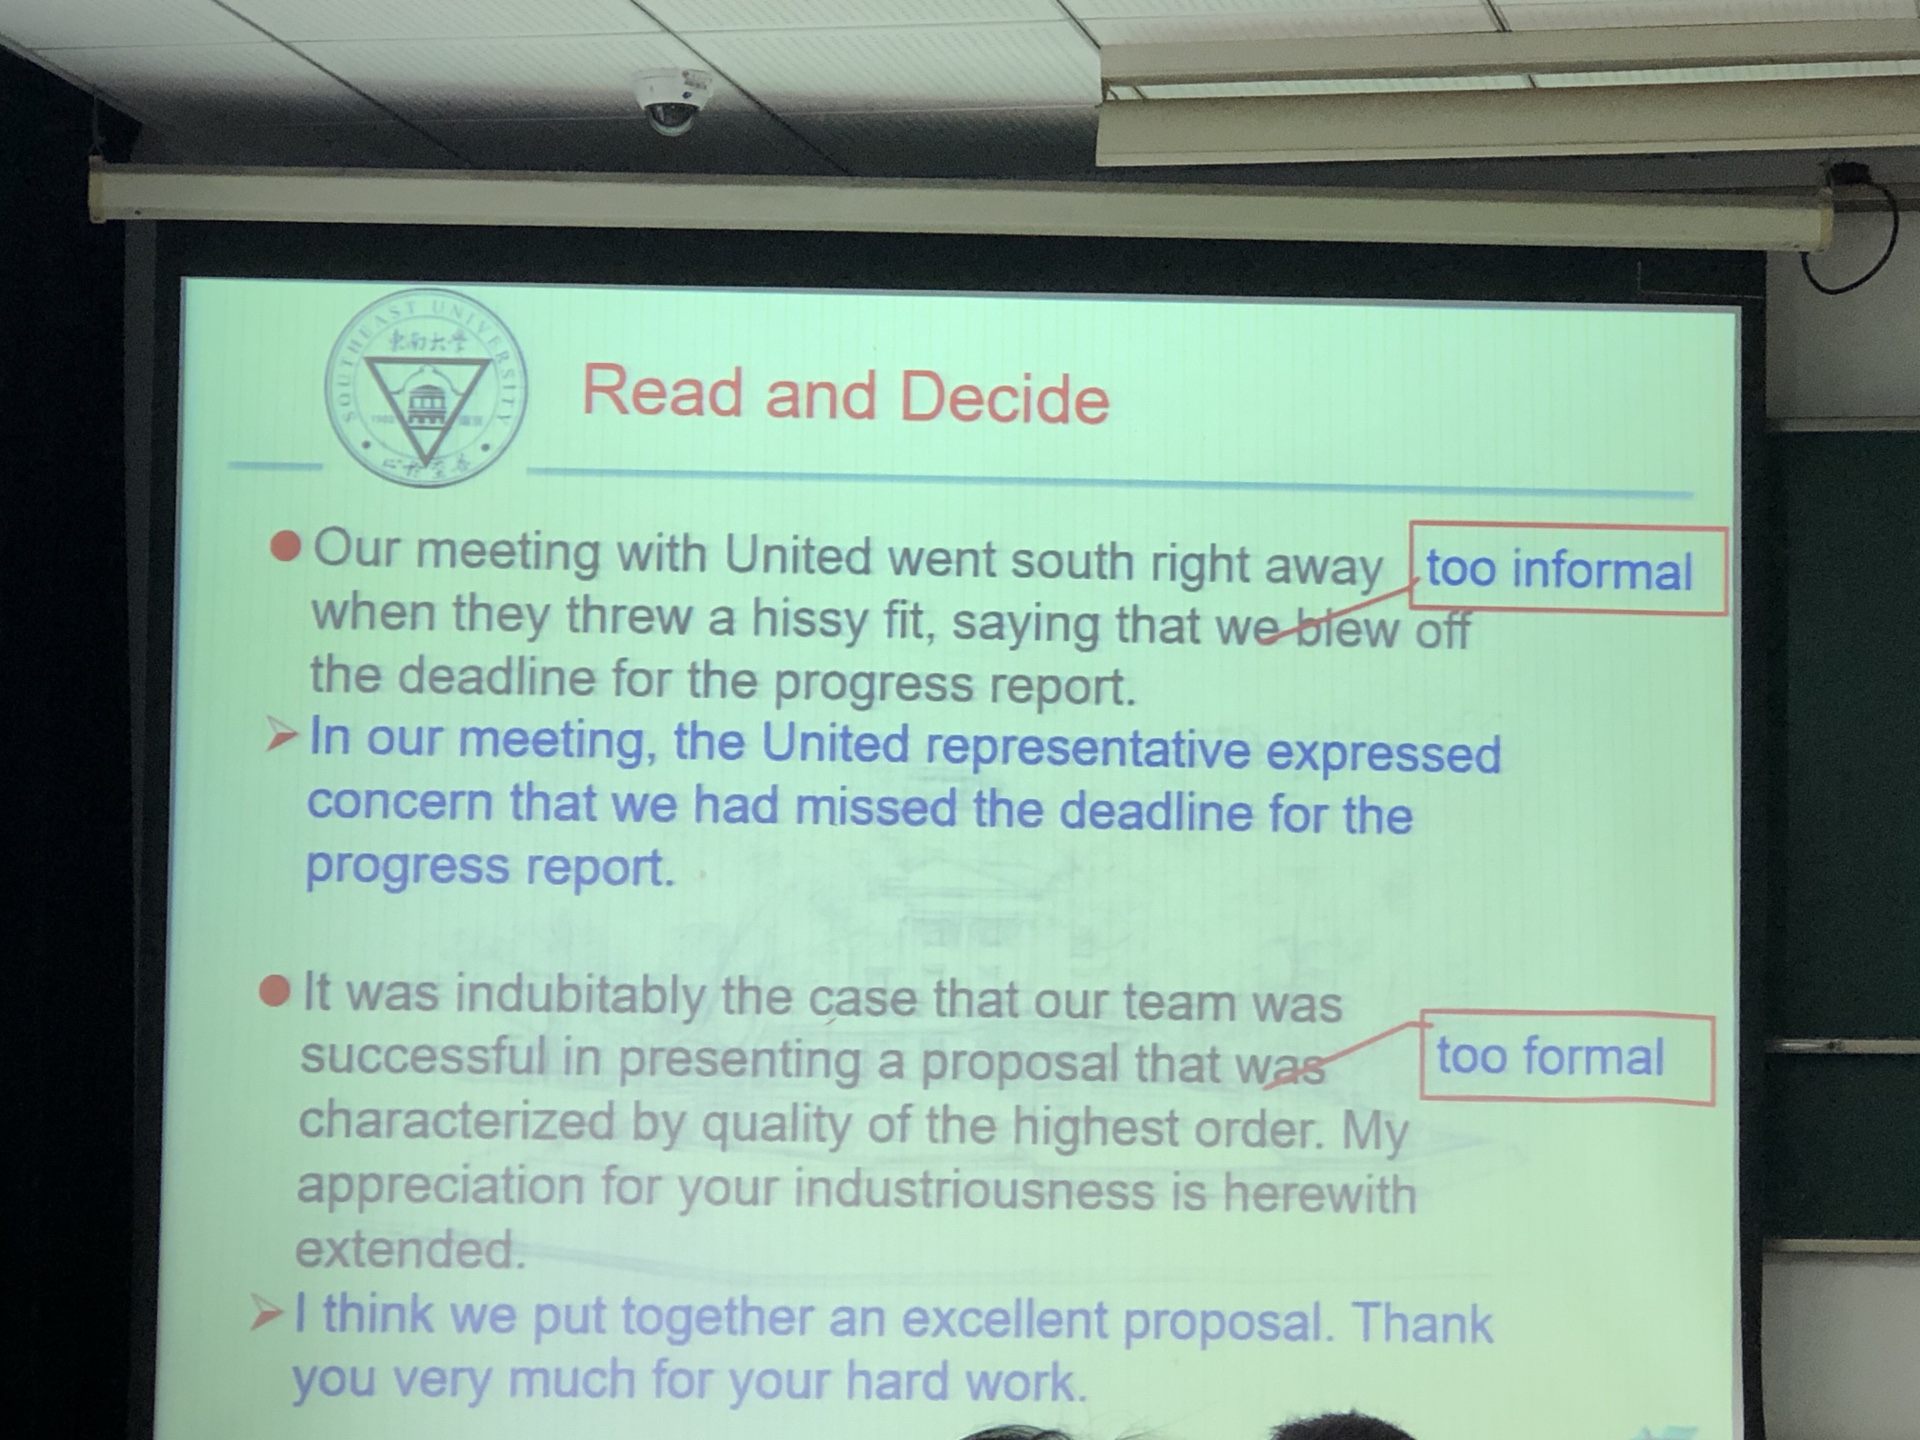 SOUTHEAST UNIVERSITY
東南大學
Read and Decide
Our meeting with United went south right away
too informal
when they threw a hissy fit, saying that we blew off
the deadline for the progress report.
In our meeting, the United representative expressed
concern that we had missed the deadline for the
progress report.
It was indubitably the case that our team was
successful in presenting a proposal that was
too formal
characterized by quality of the highest order. My
appreciation for your industriousness is herewith
extended.
I think we put together an excellent proposal. Thank
you very much for your hard work.